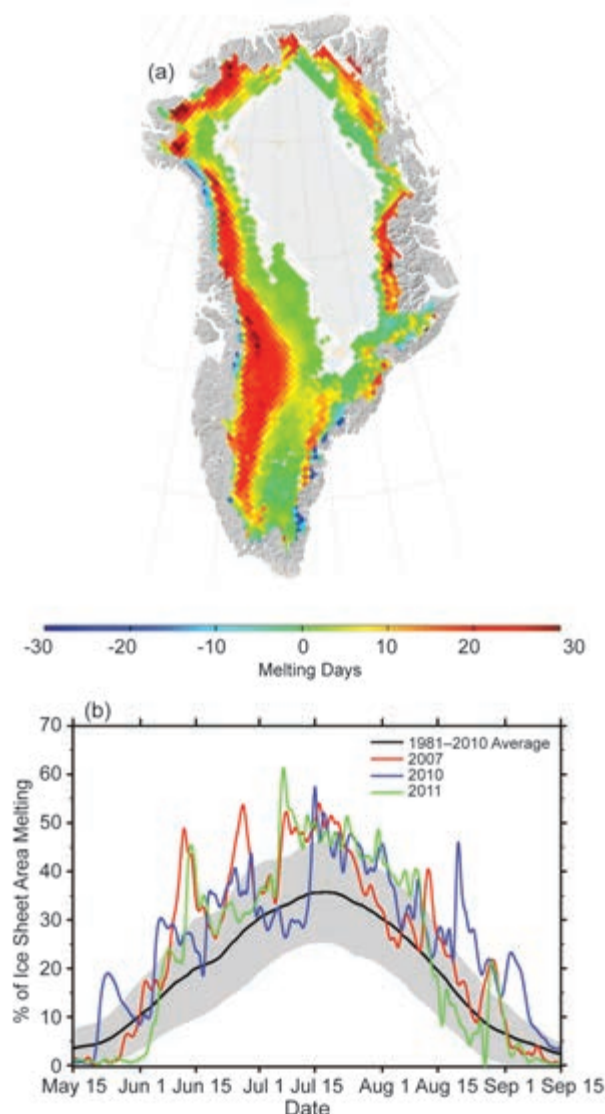 (a)
-30 -20 -10 0 10 20 30
Melting Days
(b)
70
60
50
40
30
20
10
0
% of Ice Sheet Area Melting
1981–2010 Average
2007
2010
2011
May 15 Jun 1 Jun 15 Jul 1 Jul 15 Aug 1 Aug 15 Sep 1 Sep 15
Date